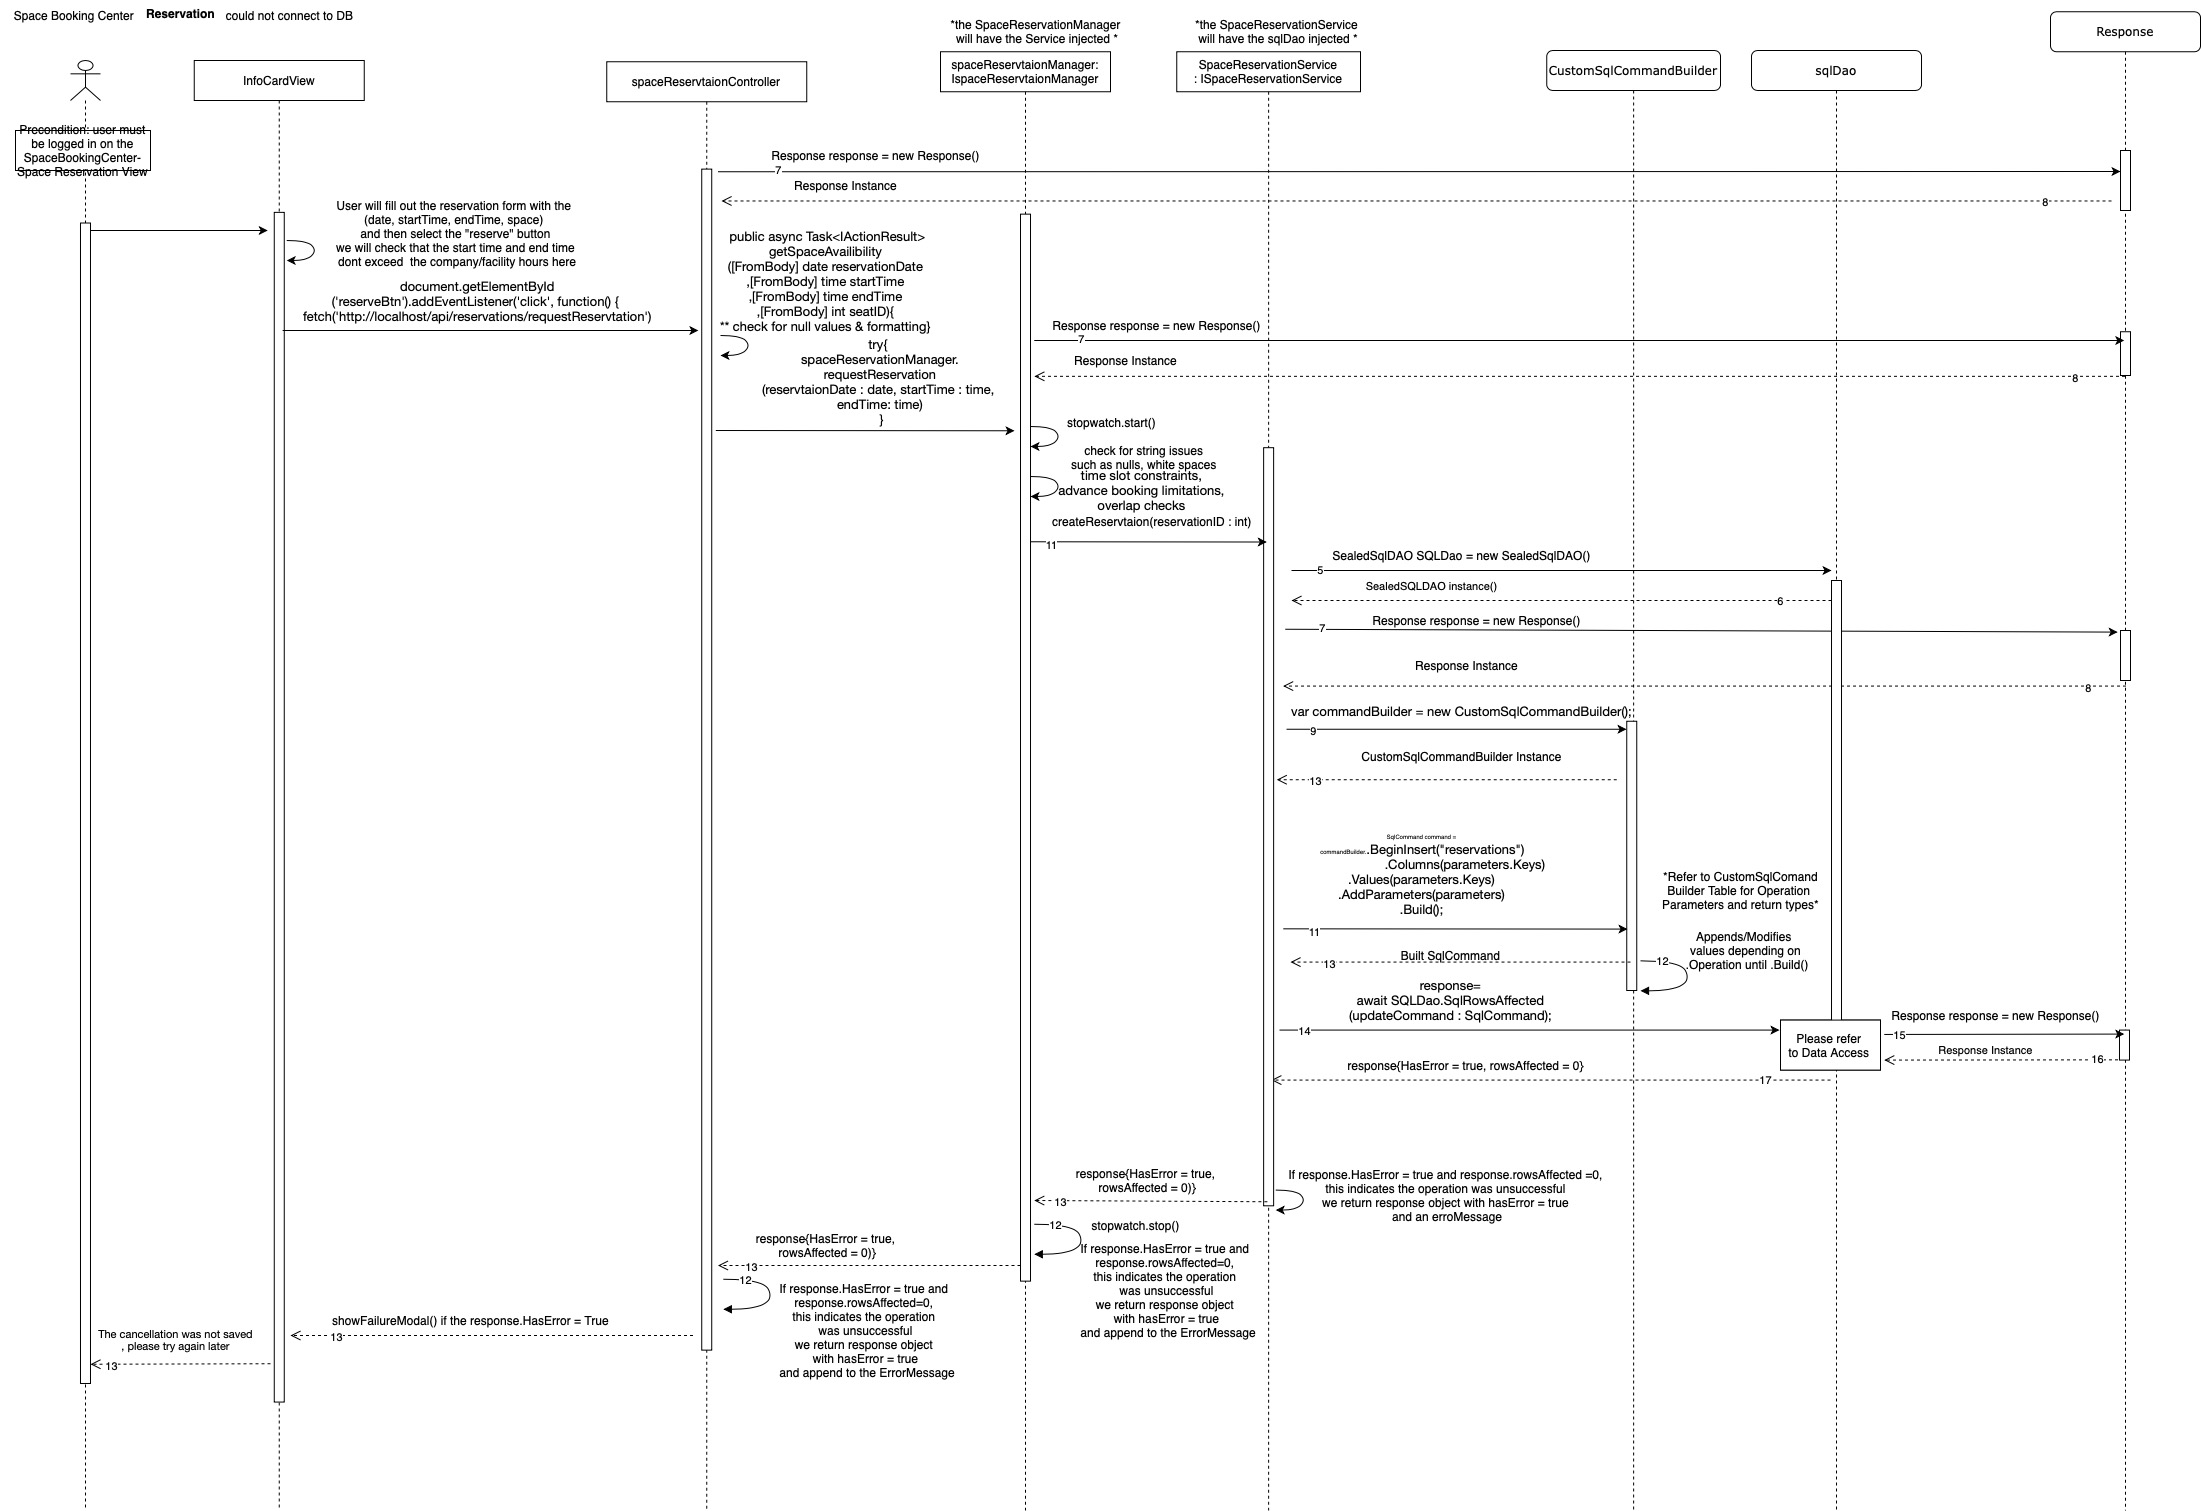 Space Booking Center Reservation could not connect to DB
*the SpaceReservationManager
will have the Service injected *
*the SpaceReservationService
will have the sqlDao injected *
Response
InfoCardView
spaceReservtaionController
spaceReservtaionManager:
ISpaceReservtaionManager
SpaceReservationService
: ISpaceReservationService
CustomSqlCommandBuilder
sqlDao
Precondition: user must
be logged in on the
SpaceBookingCenter-
Space Reservation View
Response response = new Response()
7
Response Instance
8
User will fill out the reservation form with the
(date, startTime, endTime, space)
and then select the "reserve" button
we will check that the start time and end time
dont exceed the company/facility hours here
document.getElementById
('reserveBtn').addEventListener('click', function() {
fetch('http://localhost/api/reservations/requestReservtation')
public async Task<IActionResult>
getSpaceAvailibility
([FromBody] date reservationDate
,[FromBody] time startTime
,[FromBody] time endTime
,[FromBody] int seatID){
** check for null values & formatting}
try{
spaceReservationManager.
requestReservation
(reservtaionDate : date, startTime : time,
endTime: time)
}
Response response = new Response()
7
Response Instance
8
stopwatch.start()
check for string issues
such as nulls, white spaces
time slot constraints,
advance booking limitations,
overlap checks
createReservtaion(reservationID : int)
11
SealedSqlDAO SQLDao = new SealedSqlDAO()
5
SealedSQLDAO instance()
6
Response response = new Response()
7
Response Instance
8
var commandBuilder = new CustomSqlCommandBuilder();
9
CustomSqlCommandBuilder Instance
13
SqlCommand command =
commandBuilder..BeginInsert("reservations")
.Columns(parameters.Keys)
.Values(parameters.Keys)
.AddParameters(parameters)
.Build();
11
*Refer to CustomSqlComand
Builder Table for Operation
Parameters and return types*
Appends/Modifies
values depending on
.Operation until .Build()
12
Built SqlCommand
13
response=
await SQLDao.SqlRowsAffected
(updateCommand : SqlCommand);
14
Please refer
to Data Access
Response response = new Response()
15
Response Instance
16
response{HasError = true, rowsAffected = 0}
17
If response.HasError = true and response.rowsAffected =0,
this indicates the operation was unsuccessful
we return response object with hasError = true
and an erroMessage
response{HasError = true,
rowsAffected = 0)}
13
12
stopwatch.stop()
If response.HasError = true and
response.rowsAffected=0,
this indicates the operation
was unsuccessful
we return response object
with hasError = true
and append to the ErrorMessage
response{HasError = true,
rowsAffected = 0)}
13
12
If response.HasError = true and
response.rowsAffected=0,
this indicates the operation
was unsuccessful
we return response object
with hasError = true
and append to the ErrorMessage
showFailureModal() if the response.HasError = True
13
The cancellation was not saved
, please try again later
13